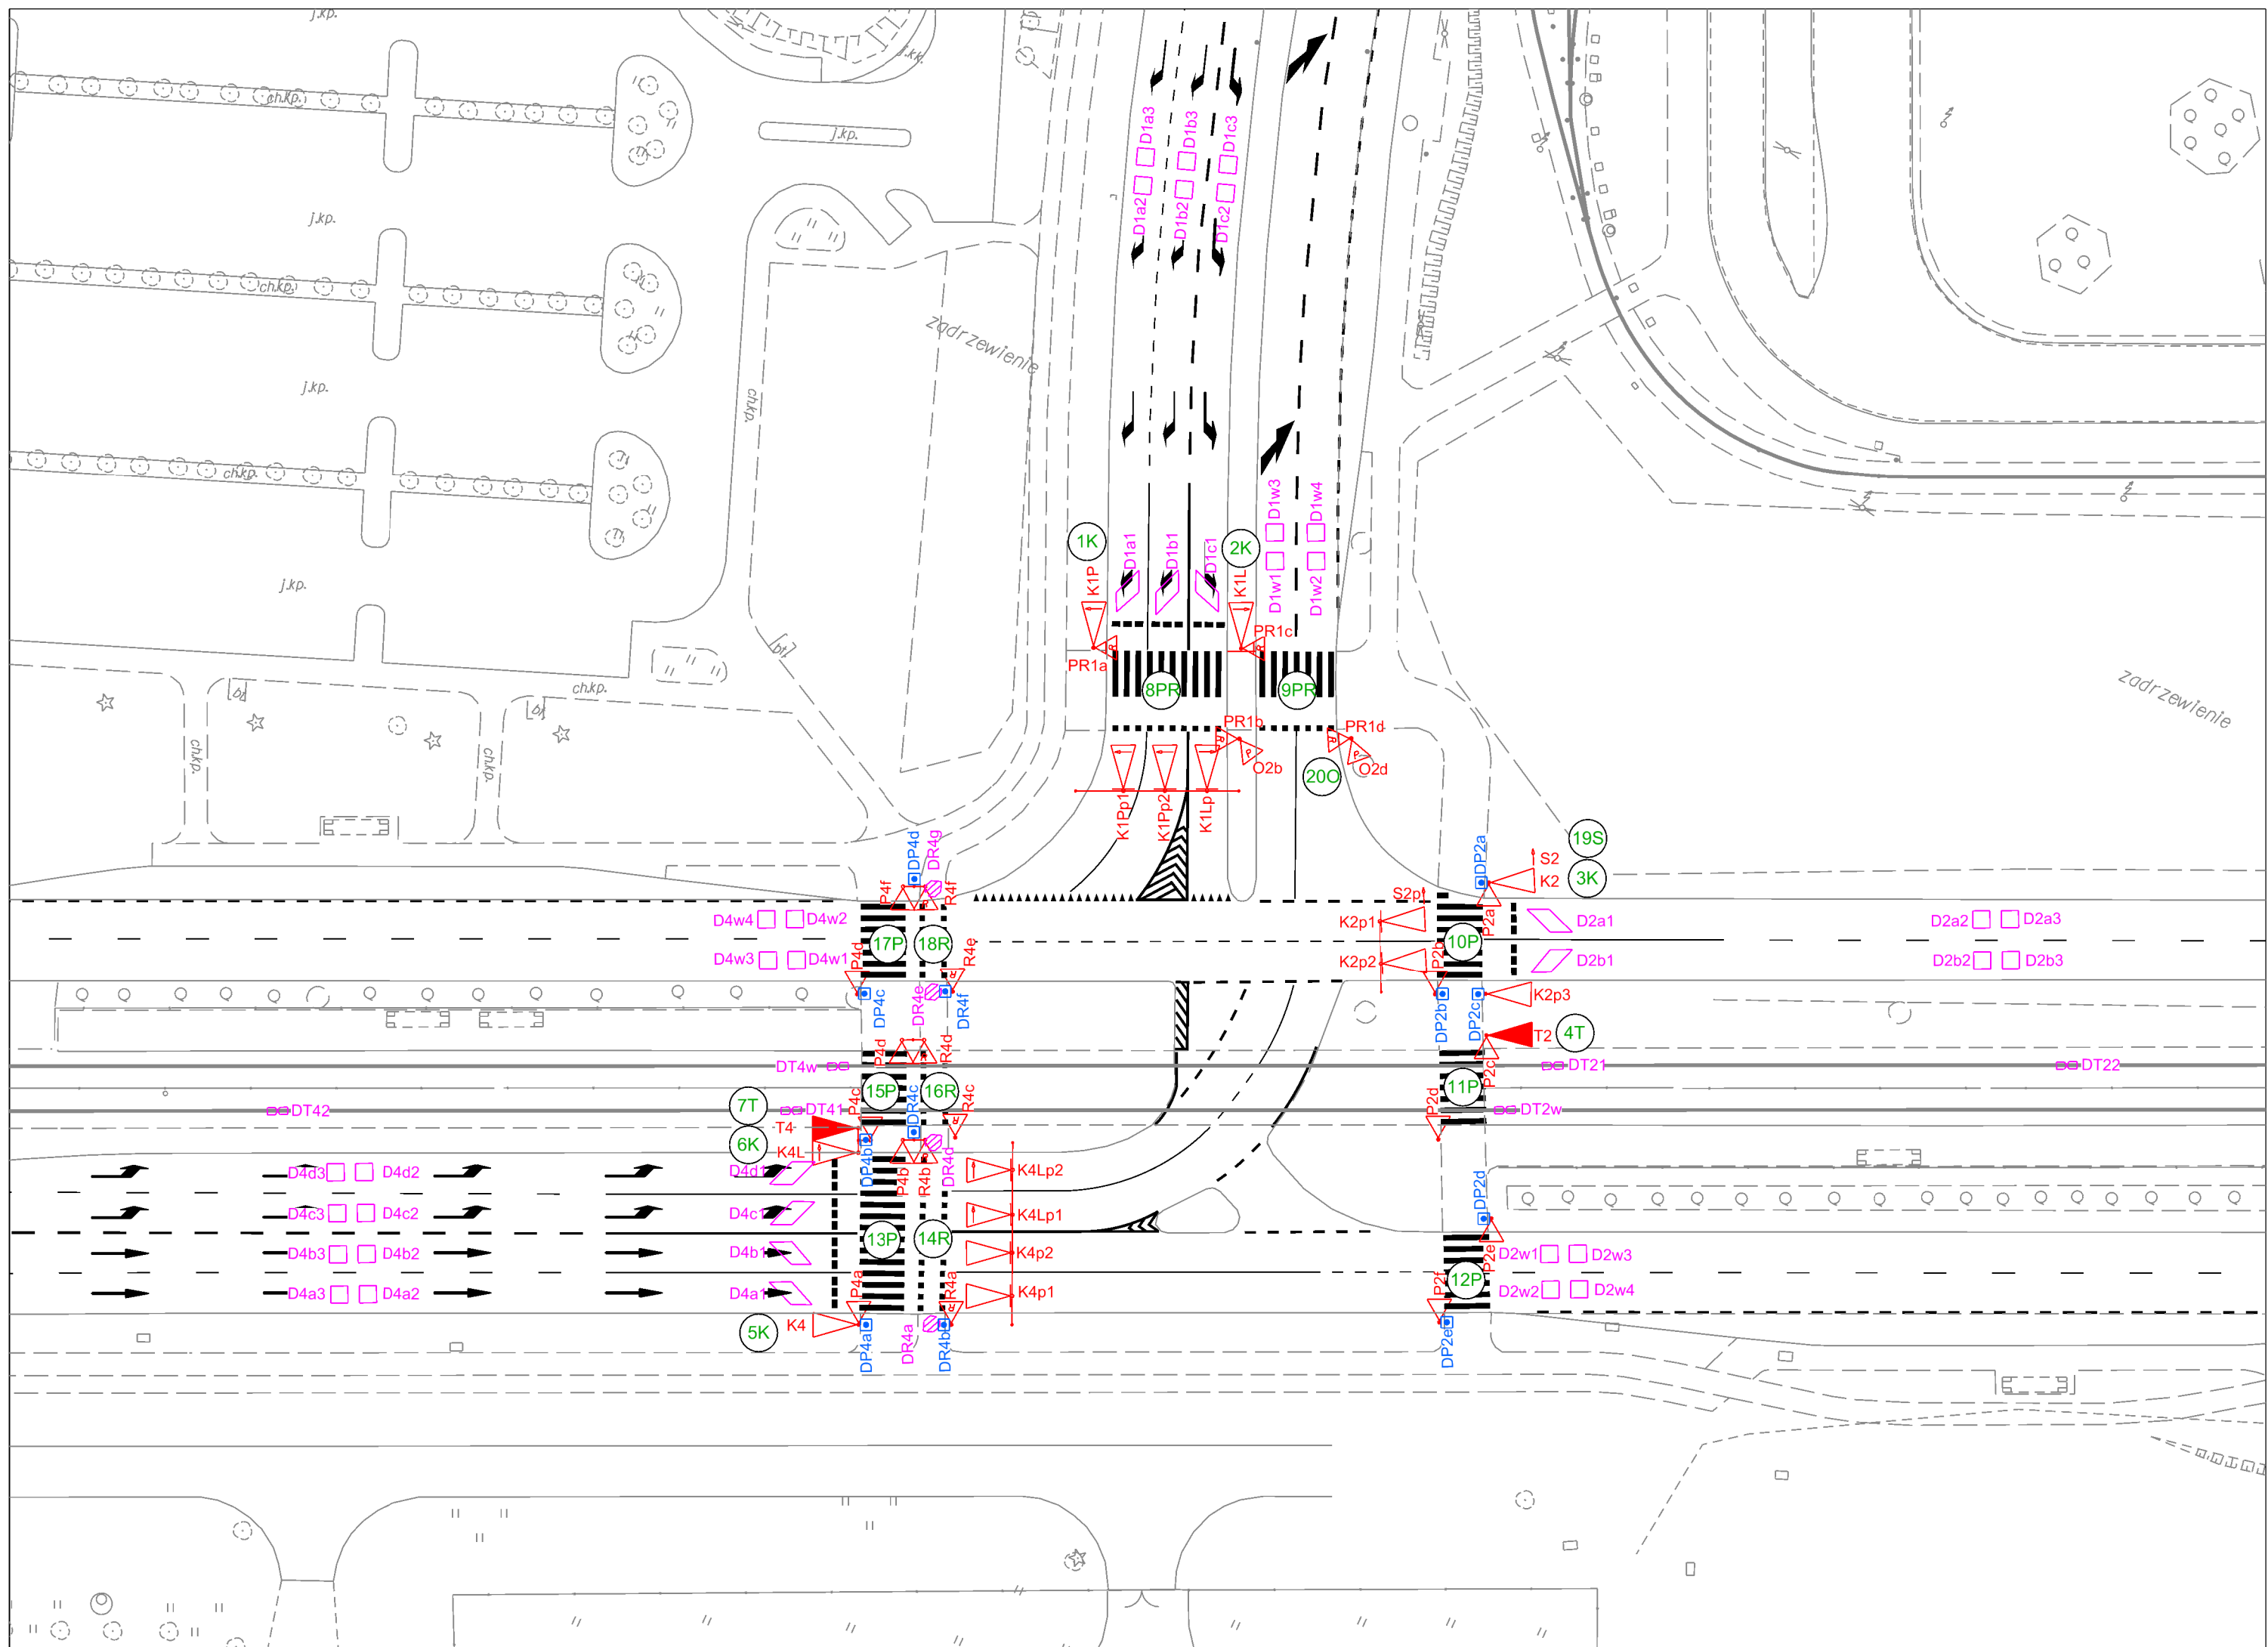 j.kp.
j.kk.
ch.kp.
j.kp.
D1a3
D1b3
D1c3
j.kp.
D1a2
D1b2
D1c2
ch.kp.
zadrzewienie
j.kp.
ch.kp.
ch.kp.
D1w3
D1w4
1K
D1a1
D1b1
D1c1
2K
j.kp.
K1P
K1L
D1w1
D1w2
bt.
PR1c
PR1a
8PR
9PR
bt.
ch.kp.
bt.
zadrzewienie
PR1b
PR1d
ch.kp.
ch.kp.
O2b
O2d
20O
K1Pp1
K1Pp2
K1Lp
DP4d
DR4g
19S
DP2a
S2
3K
K2
P4f
R4f
S2p
D4w4
D4w2
K2p1
P2a
D2a1
D2a2
D2a3
17P
18R
10P
P4d
R4e
P2b
D4w3
D4w1
K2p2
D2b1
D2b2
D2b3
DP4c
DR4e
DR4f
DP2b
DP2c
K2p3
T2
4T
P4d
R4d
DT4w
P2c
DT21
DT22
15P
16R
11P
7T
DT42
DT41
P4c
DR4c
R4c
P2d
DT2w
T4
6K
K4L
DP4b
D4d3
D4d2
D4d1
P4b
R4b
DR4d
K4Lp2
DP2d
D4c3
D4c2
D4c1
K4Lp1
13P
14R
D4b3
D4b2
D4b1
K4p2
P2e
D2w1
D2w3
12P
D4a3
D4a2
D4a1
P4a
R4a
K4p1
P2f
D2w2
D2w4
5K
K4
DP4a
DR4a
DR4b
DP2e